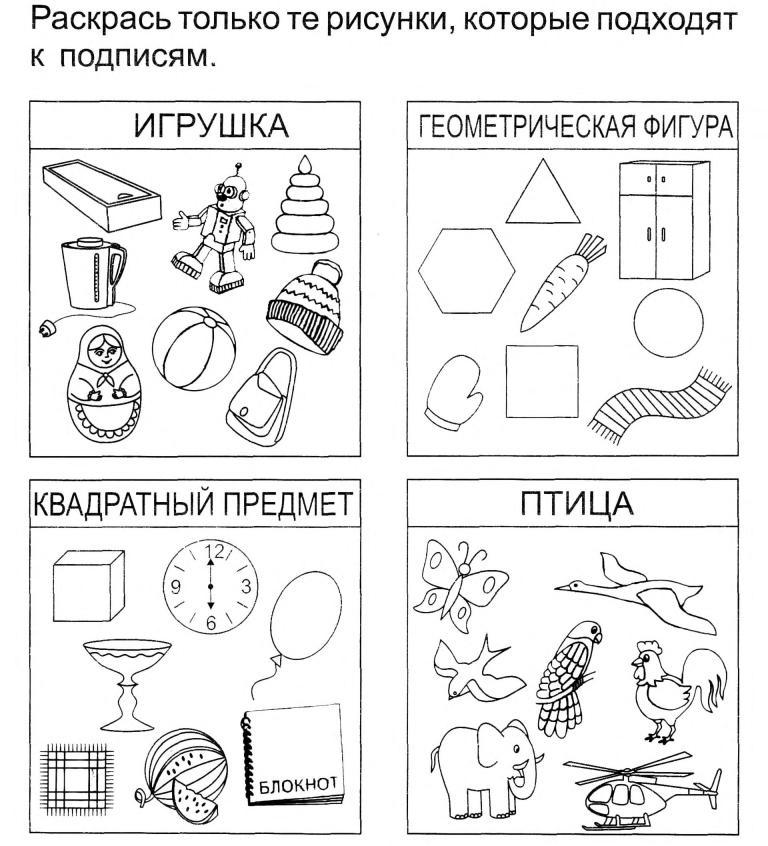 Раскрась только те рисунки, которые подходят
к подписям.
ИГРУШКА
ГЕОМЕТРИЧЕСКАЯ ФИГУРА
КВАДРАТНЫЙ ПРЕДМЕТ
12
9 3
6
БЛОКНОТ
ПТИЦА